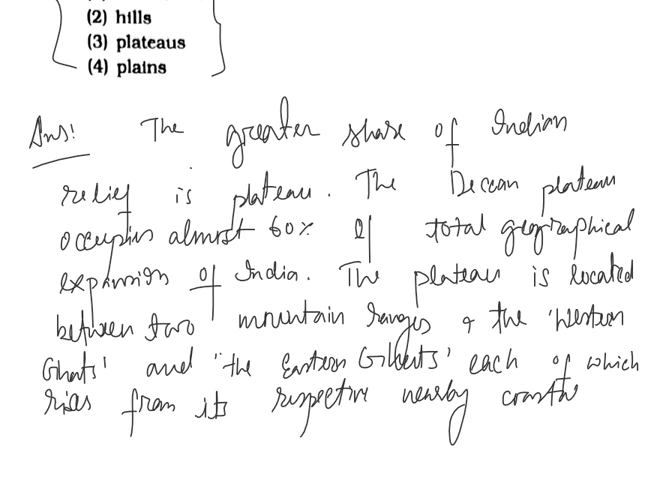 (2) hills
(3) plateaus
(4) plains
Ans: The greater share of Indian
relief is plateau. The Deccan plateau
occupies almost 60% of total geographical
expansion of India. The plateau is located
between two mountain ranges & the 'Western
Ghats' and "the Eastern Ghats' each of which
rises from its respective nearby